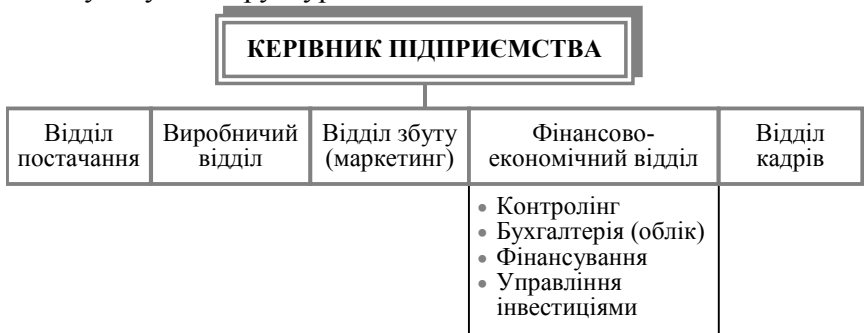 КЕРІВНИК ПІДПРИЄМСТВА
Відділ
постачання
Виробничий
відділ
Відділ збуту
(маркетинг)
Фінансово-
економічний відділ
Відділ
кадрів
• Контролінг
• Бухгалтерія (облік)
• Фінансування
• Управління
інвестиціями